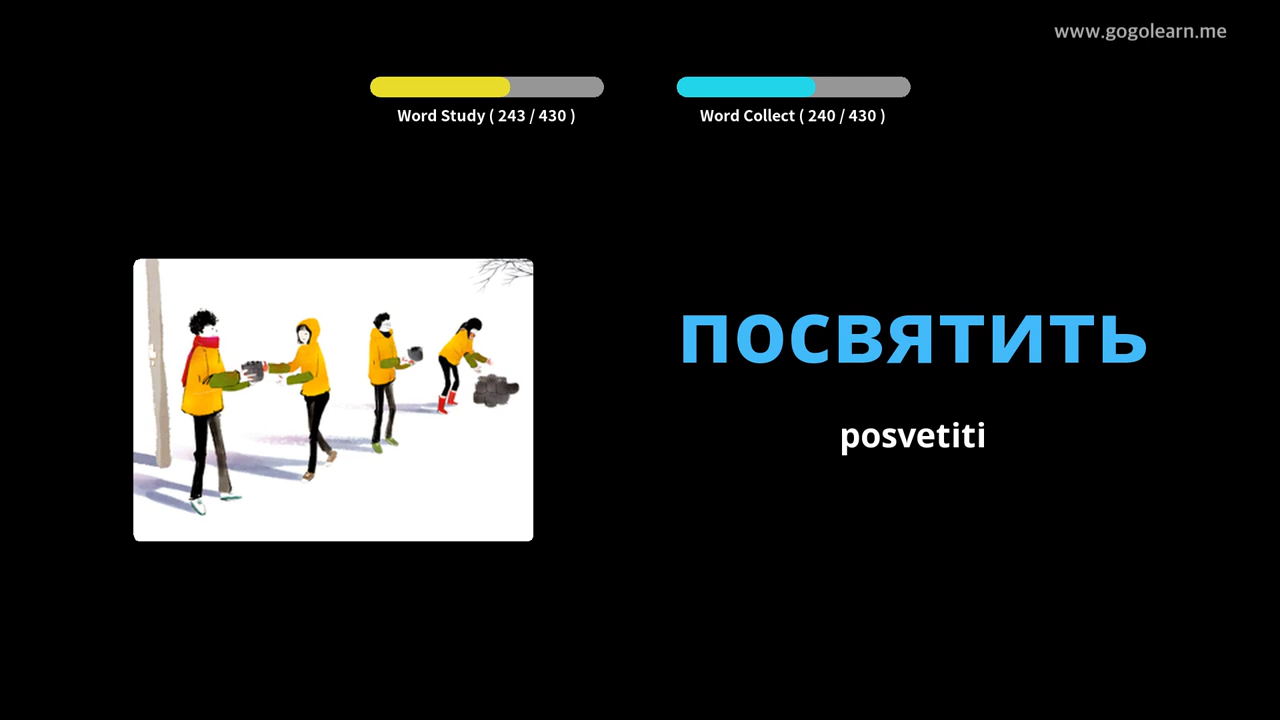 www.gogolearn.me
Word Study ( 243 / 430 )
Word Collect ( 240 / 430 )
посвятить
posvetiti